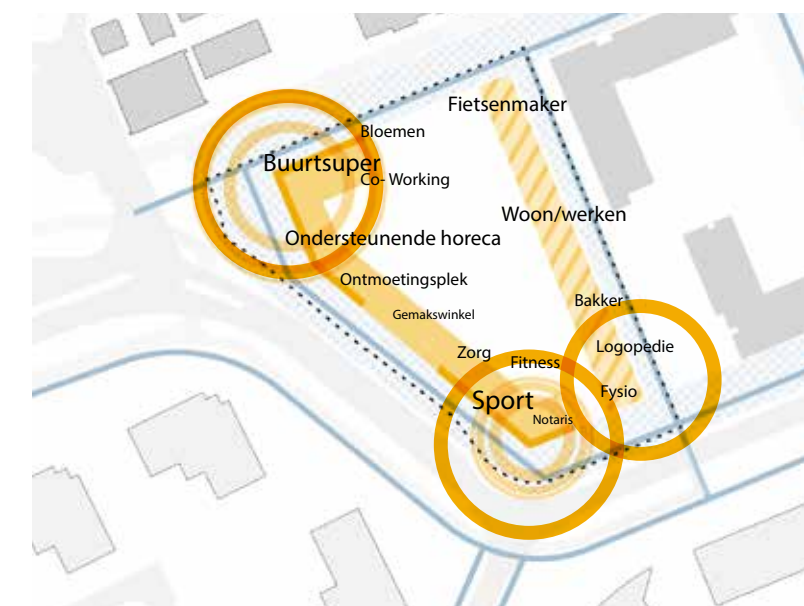 Fietsenmaker
Bloemen
Buurtsuper
Co- Working
Woon/werken
Ondersteunende horeca
Ontmoetingsplek
Bakker
Gemakswinkel
Logopedie
Zorg
Fitness
Fysio
Sport
Notaris